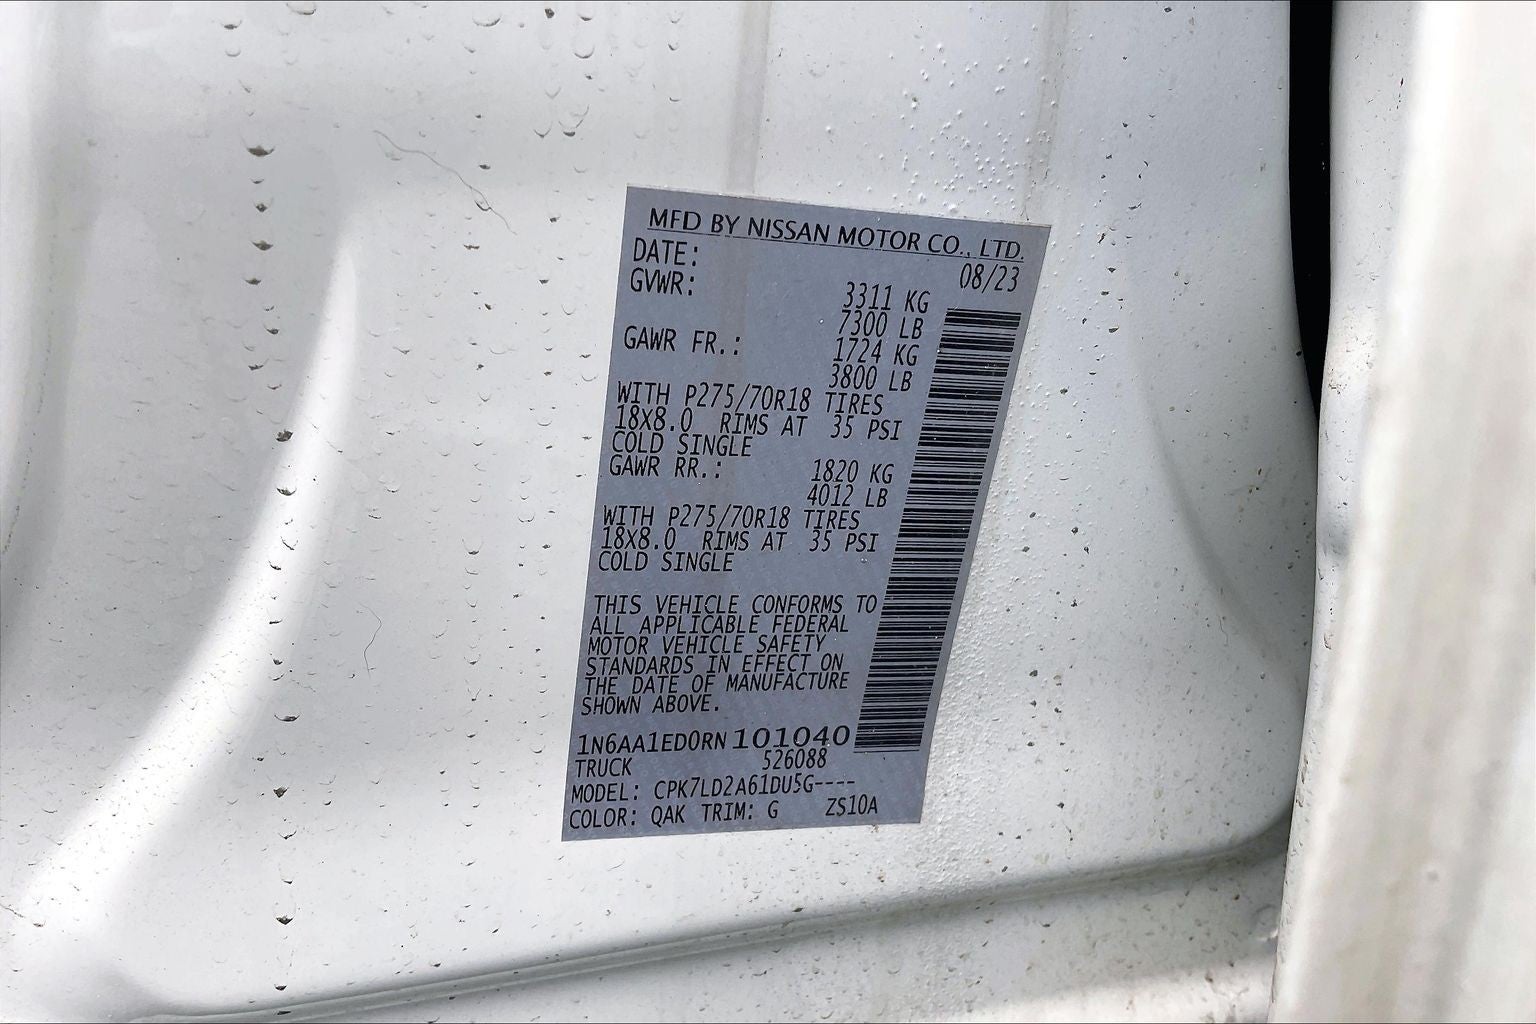 MFD BY NISSAN MOTOR CO., LTD.
DATE: 08/23
GVWR: 3311 KG
7300 LB
GAWR FR.: 1724 KG
3800 LB
WITH P275/70R18 TIRES
18X8.0 RIMS AT 35 PSI
COLD SINGLE
GAWR RR.: 1820 KG
4012 LB
WITH P275/70R18 TIRES
18X8.0 RIMS AT 35 PSI
COLD SINGLE
THIS VEHICLE CONFORMS TO
ALL APPLICABLE FEDERAL
MOTOR VEHICLE SAFETY
STANDARDS IN EFFECT ON
THE DATE OF MANUFACTURE
SHOWN ABOVE.
1N6AA1ED0RN101040
TRUCK 526088
MODEL: CPK7LD2A61DU5G----
COLOR: QAK TRIM: G ZS10A